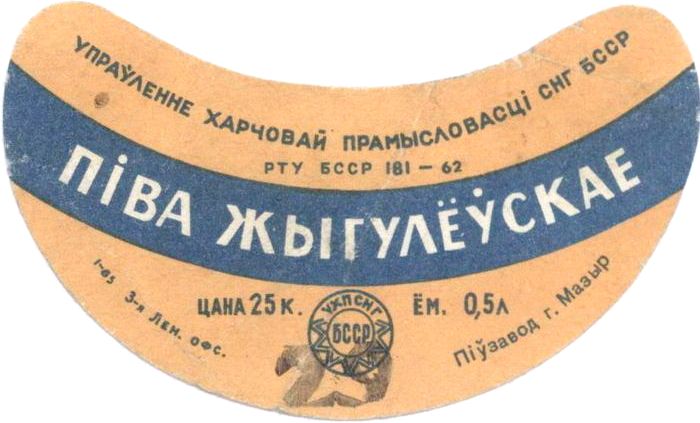 УПРАЎЛЕННЕ ХАРЧОВАЙ ПРАМЫСЛОВАСЦІ СНГ БССР
РТУ БССР 181 — 62
ПіВА ЖЫГУЛЁЎСКАЕ
ЦАНА 25 К.
ЁМ. 0,5Л
УХПСНГ
БССР
1-65 3-я Лен. офс.
Піўзавод г. Мазыр